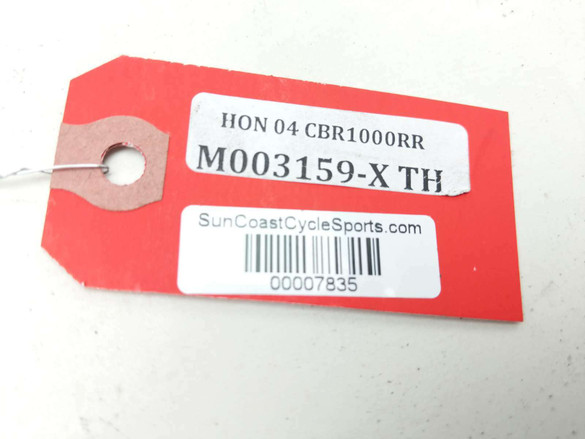 HON 04 CBR1000RR
M003159-X TH
SunCoastCycleSports.com
00007835